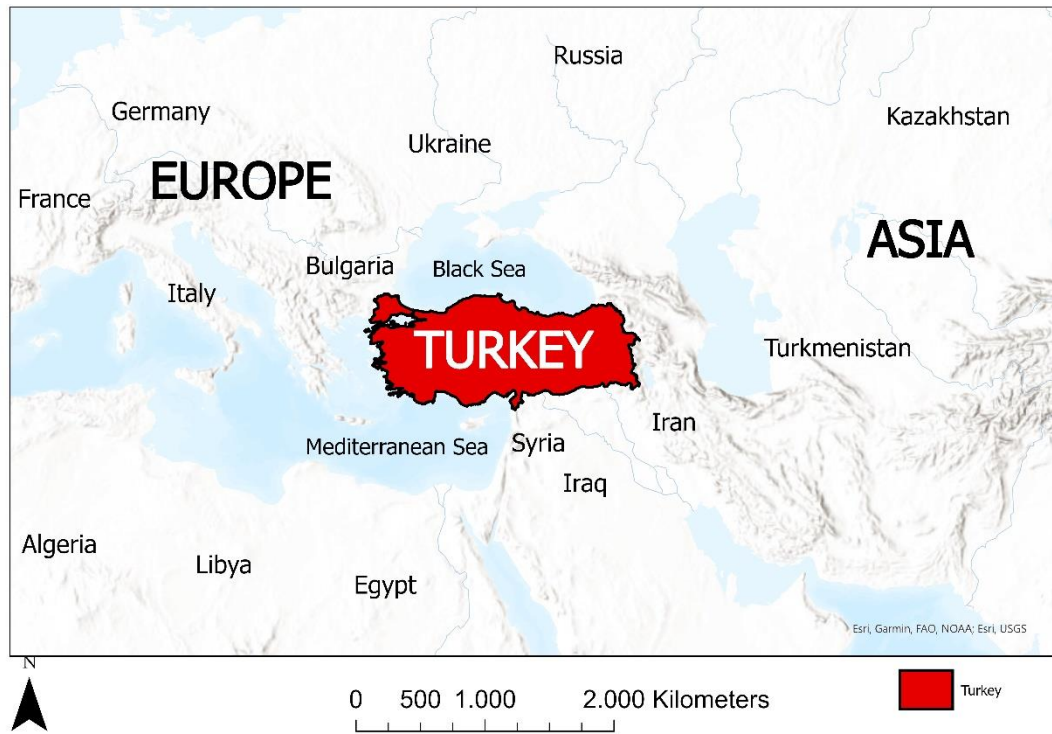 Russia
Germany
Kazakhstan
Ukraine
EUROPE
France
ASIA
Bulgaria
Black Sea
Italy
TURKEY
Turkmenistan
Iran
Mediterranean Sea
Syria
Iraq
Algeria
Libya
Egypt
Esri, Garmin, FAO, NOAA; Esri, USGS
N
0 500 1.000 2.000 Kilometers
Turkey